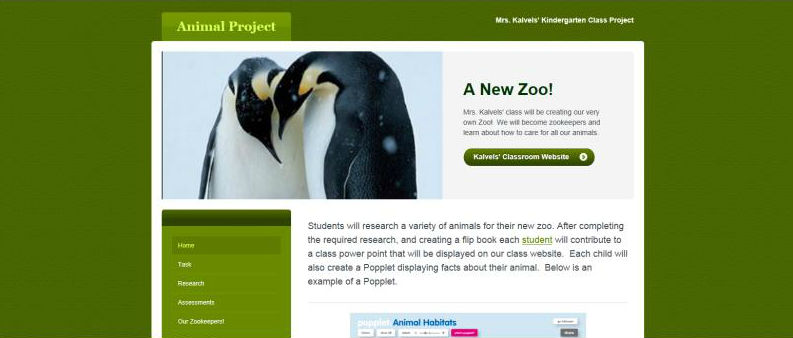 Animal Project
Mrs. Kalvels' Kindergarten Class Project
A New Zoo!
Mrs. Kalvels' class will be creating our very
own Zoo! We will become zookeepers and
learn about how to care for all our animals.
Kalvels' Classroom Website
Home
Task
Research
Assessments
Our Zookeepers!
Students will research a variety of animals for their new zoo. After completing
the required research, and creating a flip book each student will contribute to
a class power point that will be displayed on our class website. Each child will
also create a Popplet displaying facts about their animal. Below is an
example of a Popplet.
popplet Animal Habitats